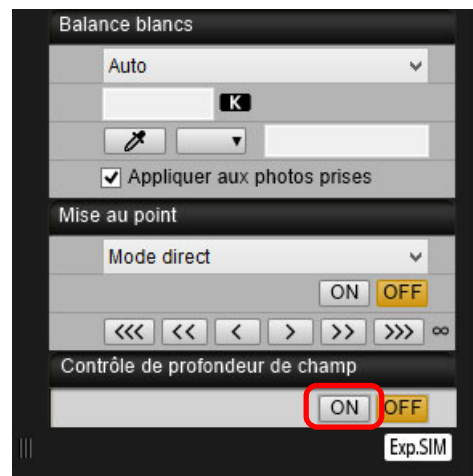 Balance blancs
Auto
K
Appliquer aux photos prises
Mise au point
Mode direct
ON OFF
<<< << < > >> >>> ∞
Contrôle de profondeur de champ
ON OFF
Exp.SIM